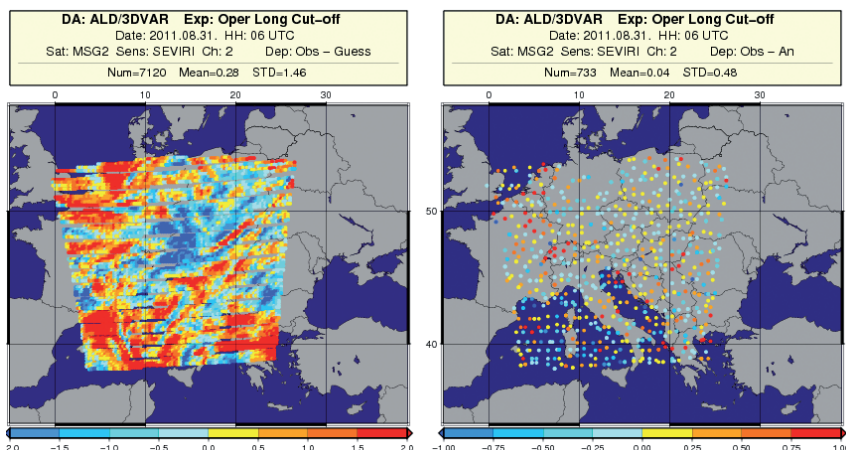 DA: ALD/3DVAR Exp: Oper Long Cut-off
Date: 2011.08.31. HH: 06 UTC
Sat: MSG2 Sens: SEVIRI Ch: 2 Dep: Obs - Guess
Num=7120 Mean=0.28 STD=1.46
0 10 20 30
50
40
2.0 -1.5 -1.0 -0.5 0.0 0.5 1.0 1.5 2.0
DA: ALD/3DVAR Exp: Oper Long Cut-off
Date: 2011.08.31. HH: 06 UTC
Sat: MSG2 Sens: SEVIRI Ch: 2 Dep: Obs - An
Num=733 Mean=0.04 STD=0.48
0 10 20 30
50
40
-1.00 -0.75 -0.50 -0.25 0.00 0.25 0.50 0.75 1.0